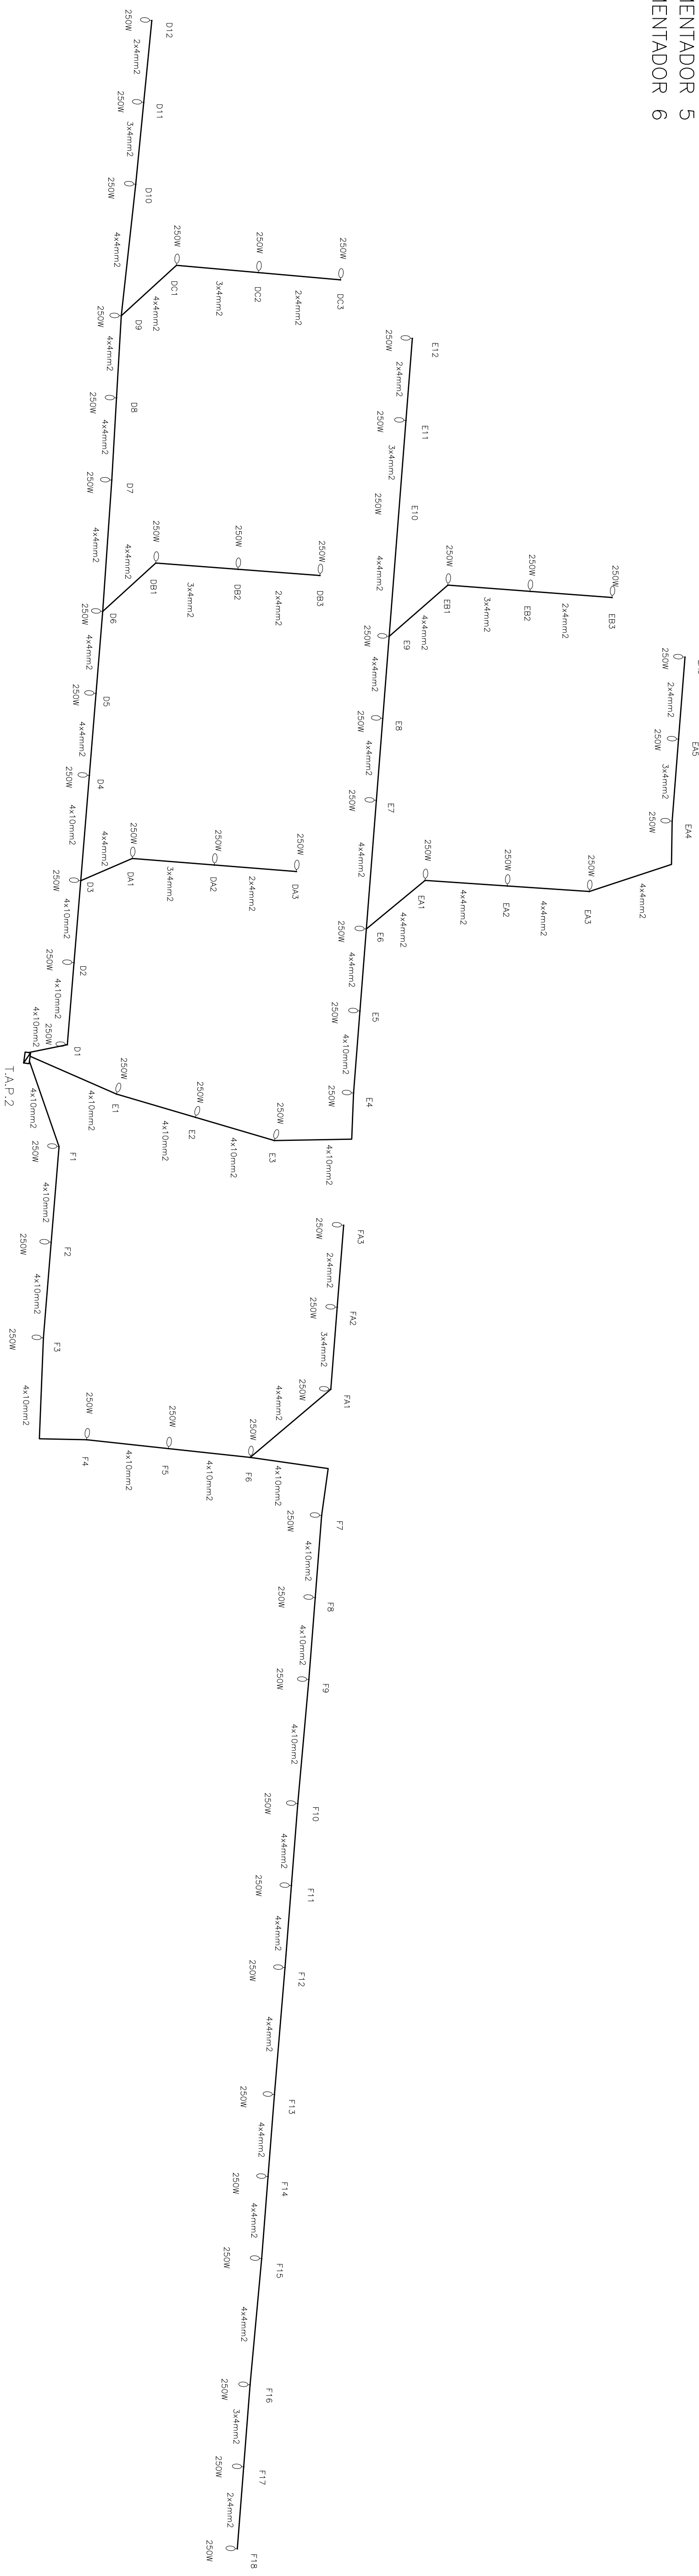 MENTADOR 5
MENTADOR 6
D12
250W
2x4mm2
D11
250W
3x4mm2
D10
250W
4x4mm2
DC1
250W
3x4mm2
DC2
250W
2x4mm2
DC3
250W
4x4mm2
D9
250W
4x4mm2
D8
250W
4x4mm2
D7
250W
4x4mm2
DB1
250W
3x4mm2
DB2
250W
2x4mm2
DB3
250W
4x4mm2
D6
250W
4x4mm2
D5
250W
4x4mm2
D4
250W
4x10mm2
DA1
250W
3x4mm2
DA2
250W
2x4mm2
DA3
250W
4x4mm2
D3
250W
4x10mm2
D2
250W
4x10mm2
D1
250W
4x10mm2
T.A.P.2
E12
250W
2x4mm2
E11
250W
3x4mm2
E10
250W
4x4mm2
EB1
250W
3x4mm2
EB2
250W
2x4mm2
EB3
250W
4x4mm2
E9
250W
4x4mm2
E8
250W
4x4mm2
E7
250W
4x4mm2
250W
2x4mm2
EA5
250W
3x4mm2
EA4
250W
4x4mm2
EA3
250W
4x4mm2
EA2
250W
4x4mm2
EA1
250W
4x4mm2
E6
250W
4x4mm2
E5
250W
4x10mm2
E4
250W
4x10mm2
E3
250W
4x10mm2
E2
250W
4x10mm2
E1
250W
4x10mm2
4x10mm2
F1
250W
4x10mm2
F2
250W
4x10mm2
F3
250W
4x10mm2
F4
250W
4x10mm2
F5
250W
4x10mm2
F6
250W
FA3
250W
2x4mm2
FA2
250W
3x4mm2
FA1
250W
4x4mm2
4x10mm2
F7
250W
4x10mm2
F8
250W
4x10mm2
F9
250W
4x10mm2
F10
250W
4x4mm2
F11
250W
4x4mm2
F12
250W
4x4mm2
F13
250W
4x4mm2
F14
250W
4x4mm2
F15
250W
4x4mm2
F16
250W
3x4mm2
F17
250W
2x4mm2
F18
250W